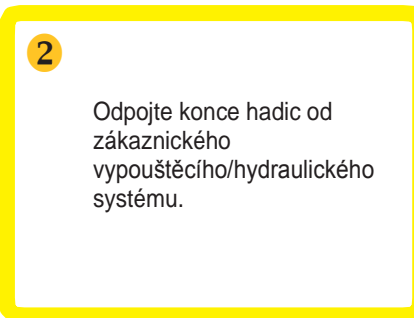 2
Odpojte konce hadic od
zákaznického
vypouštěcího/hydraulického
systému.